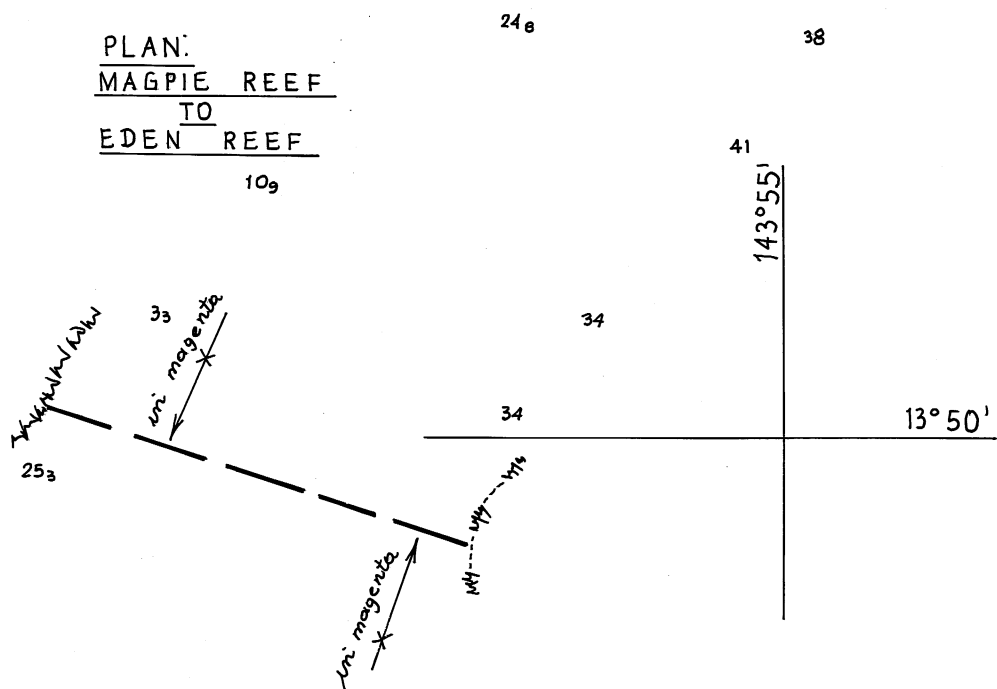 PLAN:
MAGPIE REEF
TO
EDEN REEF
24₈
38
41
10₉
143°55'
3₃
in magenta
34
34
13°50'
25₃
in magenta